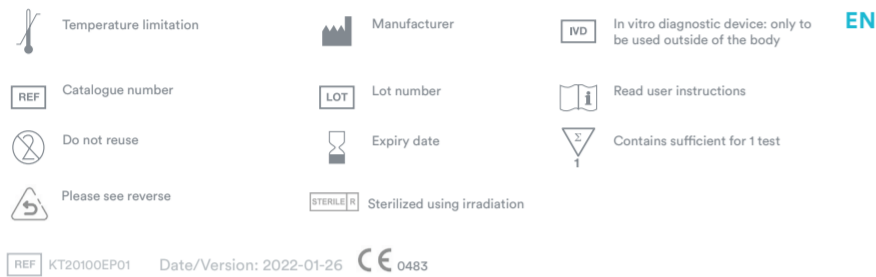 Temperature limitation
Manufacturer
IVD
In vitro diagnostic device: only to
be used outside of the body
EN
REF
Catalogue number
LOT
Lot number
i
Read user instructions
2
Do not reuse
Expiry date
Σ
1
Contains sufficient for 1 test
Please see reverse
STERILE R
Sterilized using irradiation
REF KT20100EP01 Date/Version: 2022-01-26 CE 0483